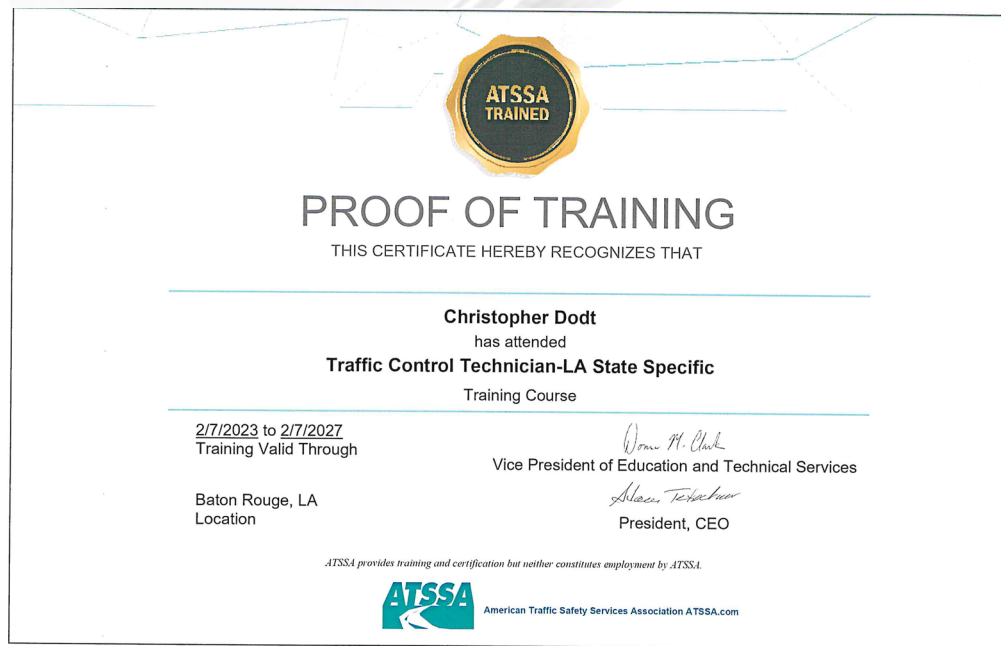 ATSSA
TRAINED
PROOF OF TRAINING
THIS CERTIFICATE HEREBY RECOGNIZES THAT
Christopher Dodt
has attended
Traffic Control Technician-LA State Specific
Training Course
2/7/2023 to 2/7/2027
Training Valid Through
Donna M. Clark
Vice President of Education and Technical Services
Baton Rouge, LA
Location
President, CEO
ATSSA provides training and certification but neither constitutes employment by ATSSA.
ATSSA
American Traffic Safety Services Association ATSSA.com